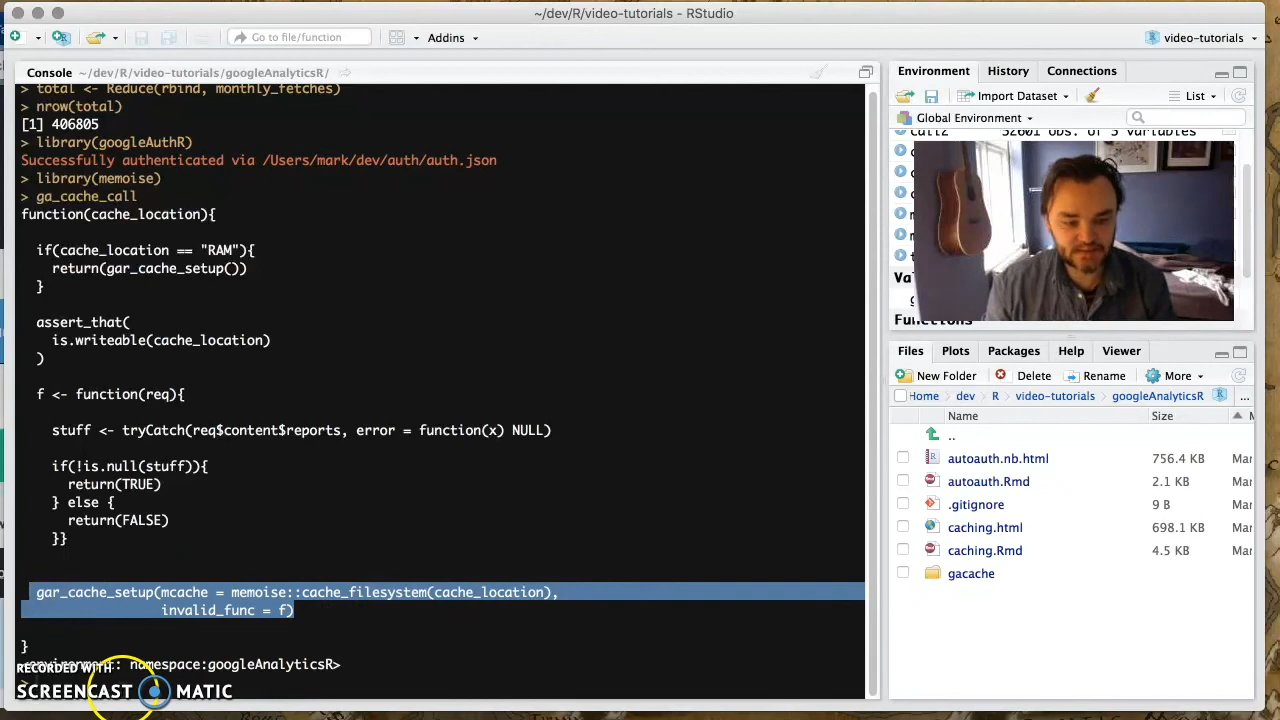 ~/dev/R/video-tutorials - RStudio
Go to file/function
Addins
video-tutorials
Console ~/dev/R/video-tutorials/googleAnalyticsR/
> total <- Reduce(rbind, monthly_fetches)
> nrow(total)
[1] 406805
> library(googleAuthR)
Successfully authenticated via /Users/mark/dev/auth/auth.json
> library(memoise)
> ga_cache_call
function(cache_location){
if(cache_location == "RAM"){
return(gar_cache_setup())
}
assert_that(
is.writeable(cache_location)
)
f <- function(req){
stuff <- tryCatch(req$content$reports, error = function(x) NULL)
if(!is.null(stuff)){
return(TRUE)
} else {
return(FALSE)
}}
gar_cache_setup(mcache = memoise::cache_filesystem(cache_location),
invalid_func = f)
}
<environment: namespace:googleAnalyticsR>
>
RECORDED WITH
SCREENCAST MATIC
Environment History Connections
Import Dataset List
Global Environment
call2 52601 obs. of 3 variables
Functions
Files Plots Packages Help Viewer
New Folder Delete Rename More
Home dev R video-tutorials googleAnalyticsR ...
Name Size
..
autoauth.nb.html 756.4 KB Mar
autoauth.Rmd 2.1 KB Mar
.gitignore 9 B Mar
caching.html 698.1 KB Mar
caching.Rmd 4.5 KB Mar
gacache